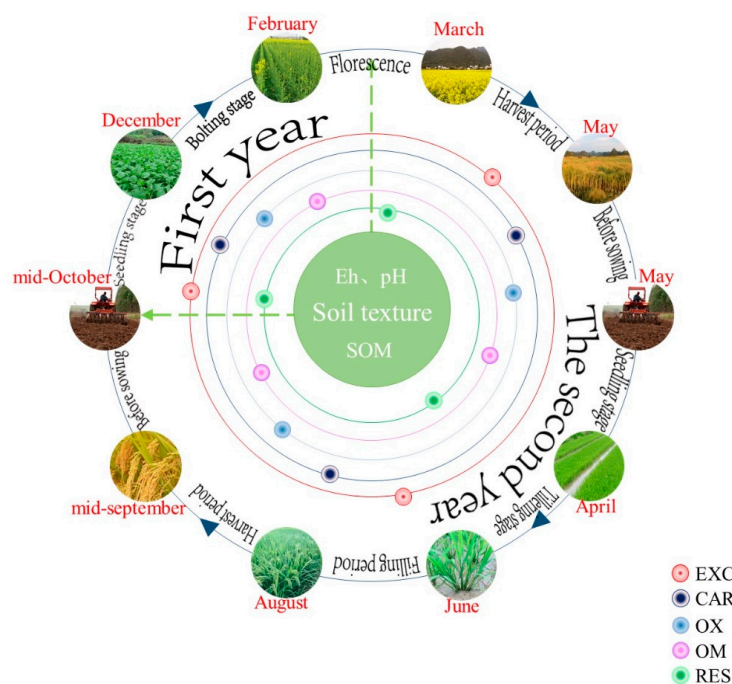 February
Florescence
March
Bolting stage
Harvest period
December
May
First year
Seedling stage
Before sowing
mid-October
May
Eh、pH
Soil texture
SOM
The second year
Before sowing
Seedling stage
mid-september
April
Harvest period
Tillering stage
August
Filling period
June
EXC
CAR
OX
OM
RES